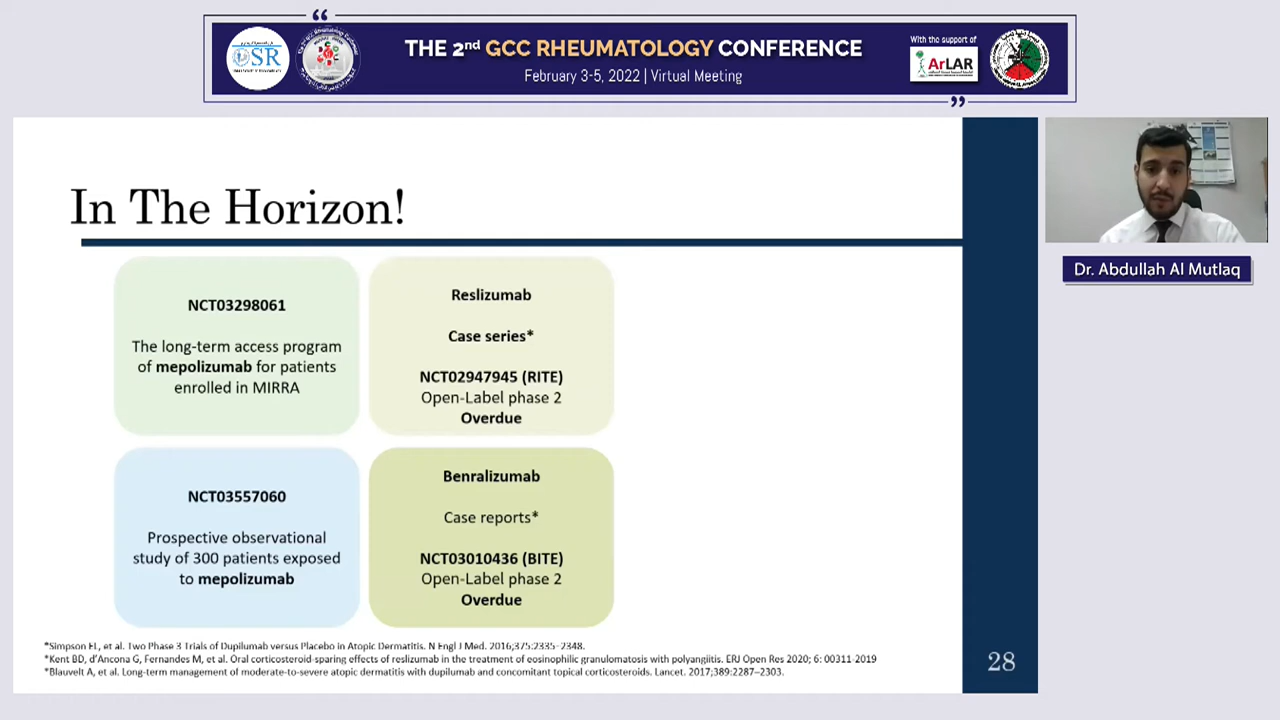 THE 2nd GCC RHEUMATOLOGY CONFERENCE
February 3-5, 2022 | Virtual Meeting
With the support of
ArLAR
SR
In The Horizon!
NCT03298061
The long-term access program
of mepolizumab for patients
enrolled in MIRRA
Reslizumab
Case series*
NCT02947945 (RITE)
Open-Label phase 2
Overdue
NCT03557060
Prospective observational
study of 300 patients exposed
to mepolizumab
Benralizumab
Case reports*
NCT03010436 (BITE)
Open-Label phase 2
Overdue
*Simpson EL, et al. Two Phase 3 Trials of Dupilumab versus Placebo in Atopic Dermatitis. N Engl J Med. 2016;375:2335–2348.
*Kent BD, d'Ancona G, Fernandes M, et al. Oral corticosteroid-sparing effects of reslizumab in the treatment of eosinophilic granulomatosis with polyangiitis. ERJ Open Res 2020; 6: 00311-2019
*Blauvelt A, et al. Long-term management of moderate-to-severe atopic dermatitis with dupilumab and concomitant topical corticosteroids. Lancet. 2017;389:2287–2303.
28
Dr. Abdullah Al Mutlaq